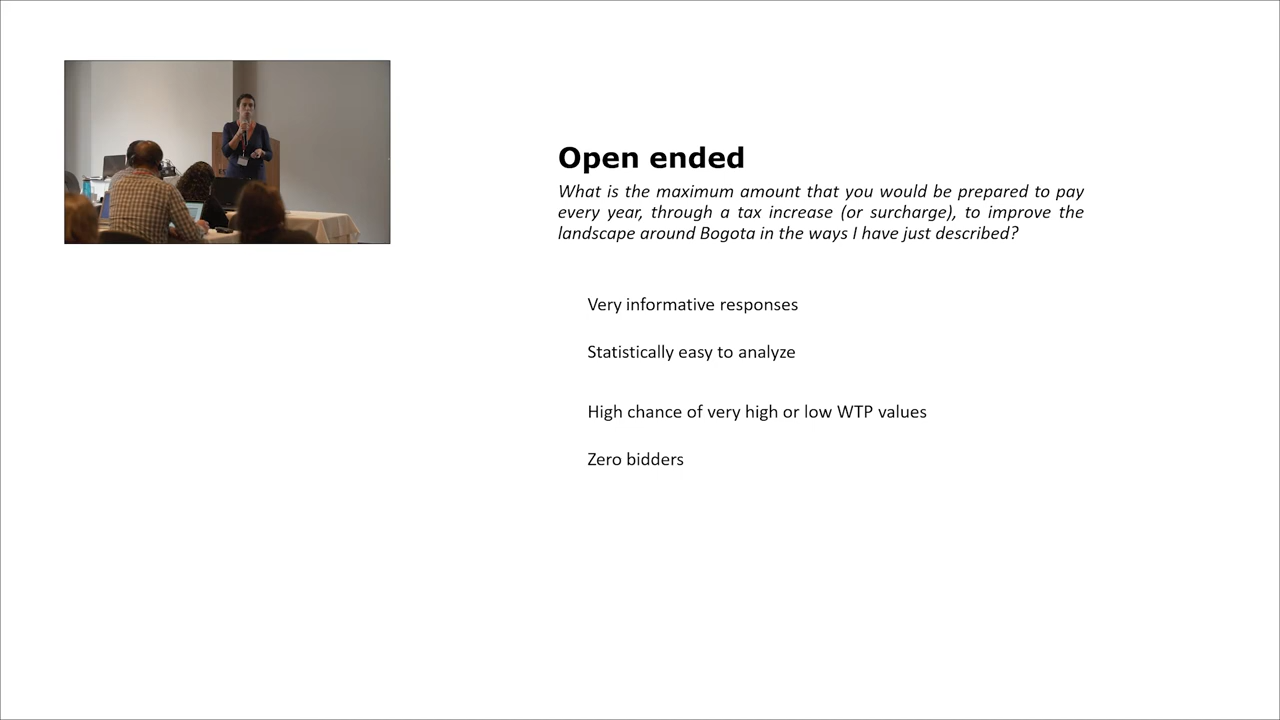 Open ended
What is the maximum amount that you would be prepared to pay
every year, through a tax increase (or surcharge), to improve the
landscape around Bogota in the ways I have just described?
Very informative responses
Statistically easy to analyze
High chance of very high or low WTP values
Zero bidders